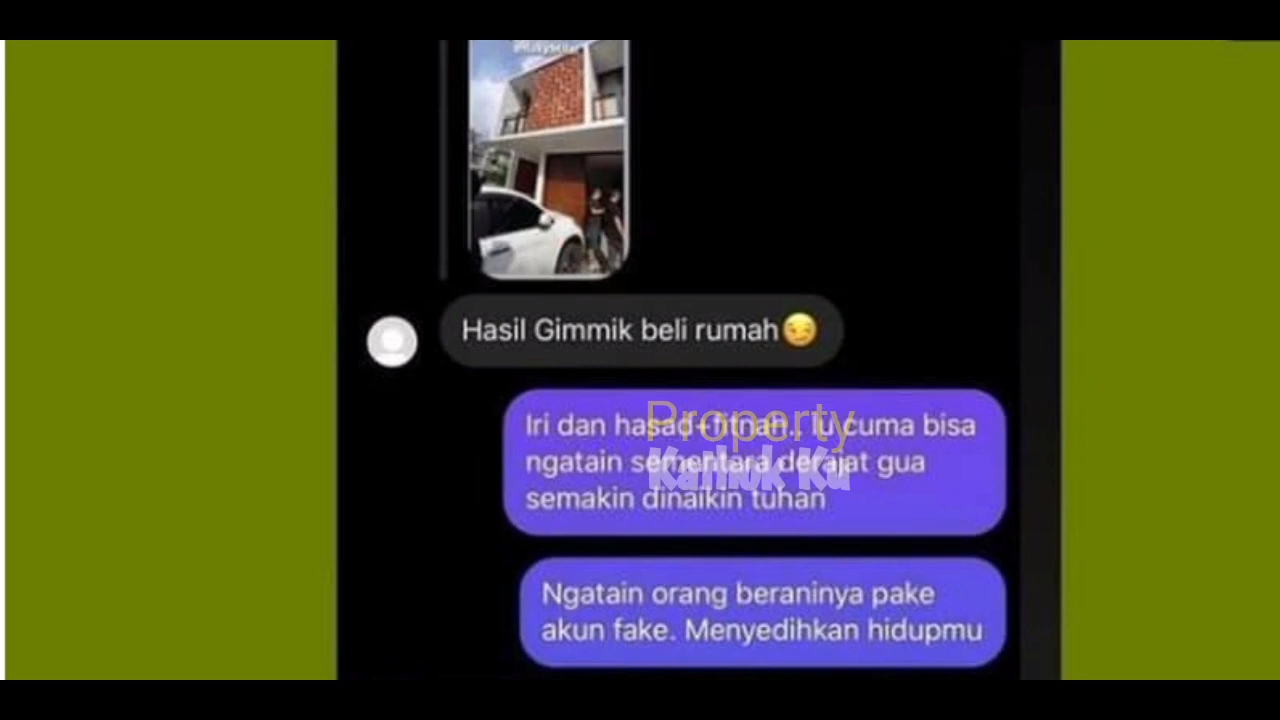 Hasil Gimmik beli rumah😏
Iri dan hasad+fitnah.. lu cuma bisa
ngatain sementara derajat gua
semakin dinaikin tuhan
Property
Ngatain orang beraninya pake
akun fake. Menyedihkan hidupmu